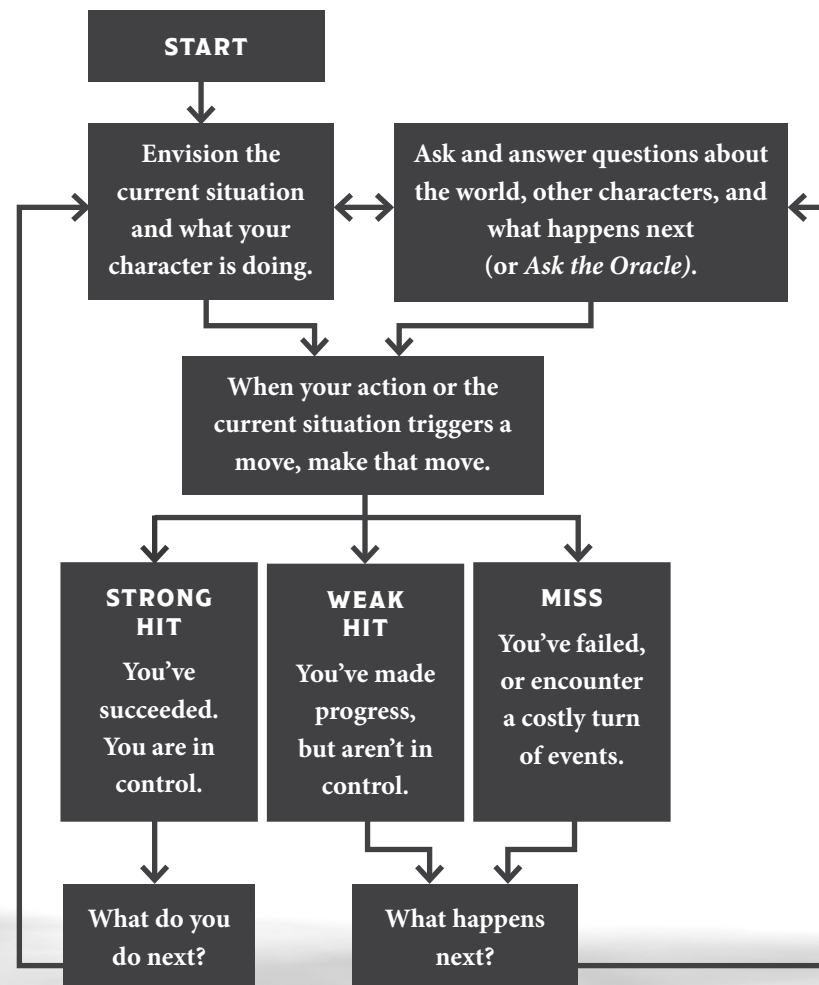 START
Envision the
current situation
and what your
character is doing.
Ask and answer questions about
the world, other characters, and
what happens next
(or Ask the Oracle).
When your action or the
current situation triggers a
move, make that move.
STRONG
HIT
You’ve
succeeded.
You are in
control.
WEAK
HIT
You’ve made
progress,
but aren’t in
control.
MISS
You’ve failed,
or encounter
a costly turn
of events.
What do you
do next?
What happens
next?